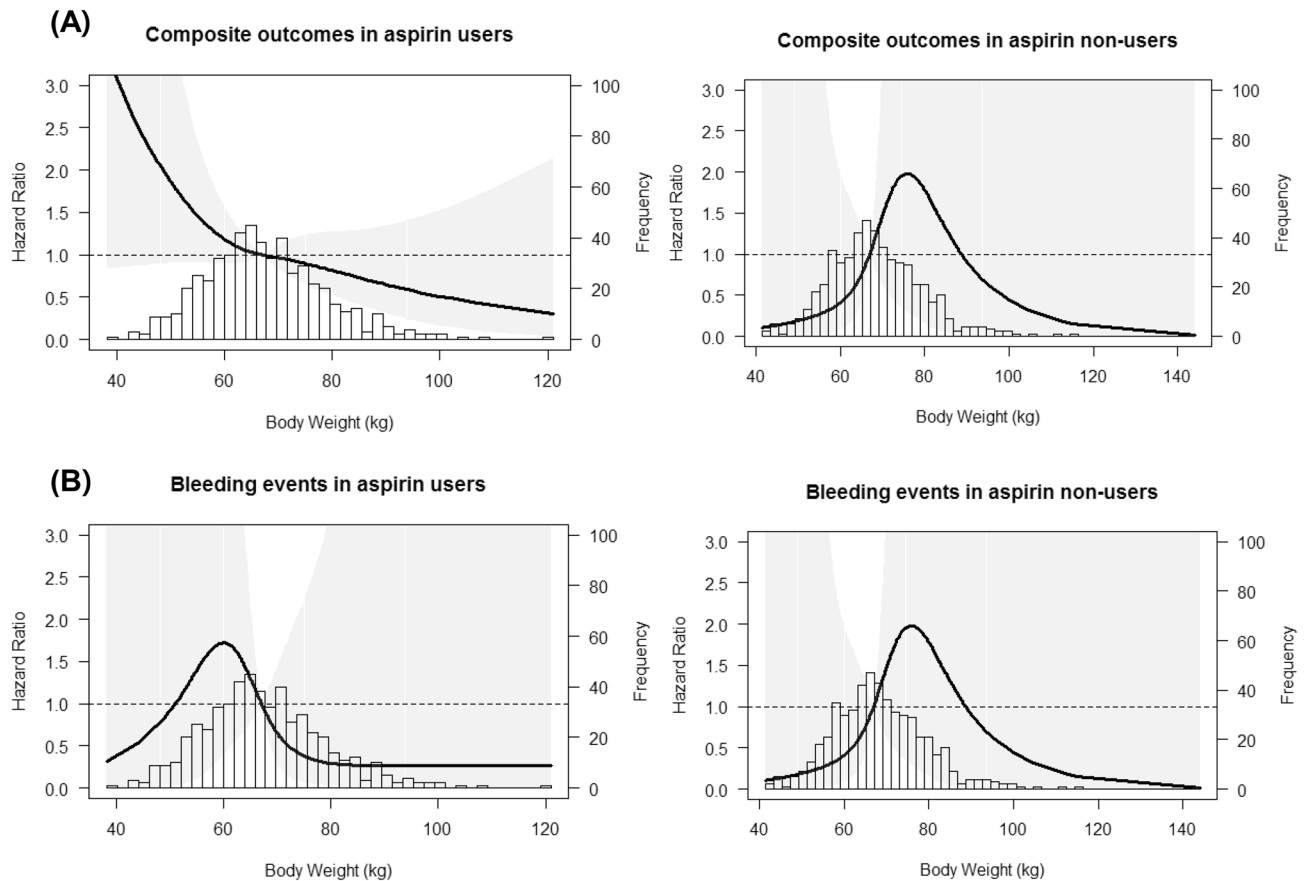 (A)
Composite outcomes in aspirin users
3.0
2.5
2.0
1.5
1.0
0.5
0.0
Hazard Ratio
100
80
60
40
20
0
Frequency
40 60 80 100 120
Body Weight (kg)
Composite outcomes in aspirin non-users
3.0
2.5
2.0
1.5
1.0
0.5
0.0
Hazard Ratio
100
80
60
40
20
0
Frequency
40 60 80 100 120 140
Body Weight (kg)
(B)
Bleeding events in aspirin users
3.0
2.5
2.0
1.5
1.0
0.5
0.0
Hazard Ratio
100
80
60
40
20
0
Frequency
40 60 80 100 120
Body Weight (kg)
Bleeding events in aspirin non-users
3.0
2.5
2.0
1.5
1.0
0.5
0.0
Hazard Ratio
100
80
60
40
20
0
Frequency
40 60 80 100 120 140
Body Weight (kg)